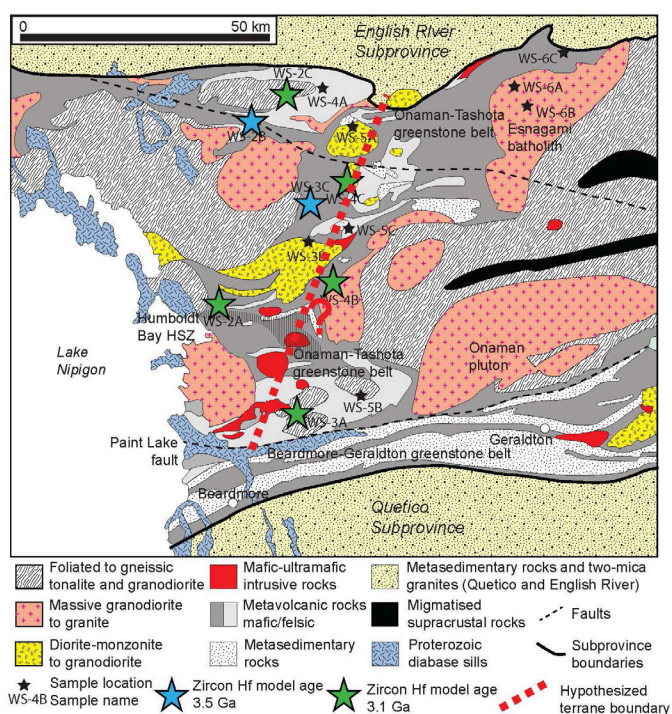 0 50 km
English River
Subprovince
WS-6C
WS-2C
WS-4A
WS-6A
WS-6B
WS-2B
Onaman-Tashota
greenstone belt
WS-5A
Esnagami
batholith
WS-3C
WS-4C
WS-5C
WS-3B
WS-4B
WS-2A
Humboldt
Bay HSZ
Lake
Nipigon
Onaman-Tashota
greenstone belt
Onaman
pluton
WS-5B
WS-3A
Paint Lake
fault
Geraldton
Beardmore-Geraldton greenstone belt
Beardmore
Quetico
Subprovince
Foliated to gneissic
tonalite and granodiorite
Mafic-ultramafic
intrusive rocks
Metasedimentary rocks and two-mica
granites (Quetico and English River)
Massive granodiorite
to granite
Metavolcanic rocks
mafic/felsic
Migmatised
supracrustal rocks
Faults
Diorite-monzonite
to granodiorite
Metasedimentary
rocks
Proterozoic
diabase sills
Subprovince
boundaries
Sample location
WS-4B Sample name
Zircon Hf model age
3.5 Ga
Zircon Hf model age
3.1 Ga
Hypothesized
terrane boundary